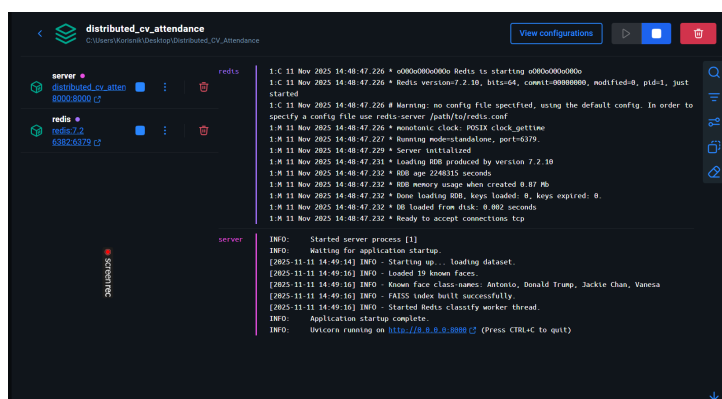 distributed_cv_attendance
C:\Users\Korisnik\Desktop\Distributed_CV_Attendance
View configurations
server
distributed_cv_atten
8000:8000
redis
redis:7.2
6382:6379
redis
1:C 11 Nov 2025 14:48:47.226 * oO0OoO0OoO0Oo Redis is starting oO0OoO0OoO0Oo
1:C 11 Nov 2025 14:48:47.226 * Redis version=7.2.10, bits=64, commit=00000000, modified=0, pid=1, just
started
1:C 11 Nov 2025 14:48:47.226 # Warning: no config file specified, using the default config. In order to
specify a config file use redis-server /path/to/redis.conf
1:M 11 Nov 2025 14:48:47.226 * monotonic clock: POSIX clock_gettime
1:M 11 Nov 2025 14:48:47.227 * Running mode=standalone, port=6379.
1:M 11 Nov 2025 14:48:47.229 * Server initialized
1:M 11 Nov 2025 14:48:47.231 * Loading RDB produced by version 7.2.10
1:M 11 Nov 2025 14:48:47.232 * RDB age 2248315 seconds
1:M 11 Nov 2025 14:48:47.232 * RDB memory usage when created 0.87 Mb
1:M 11 Nov 2025 14:48:47.232 * Done loading RDB, keys loaded: 0, keys expired: 0.
1:M 11 Nov 2025 14:48:47.232 * DB loaded from disk: 0.002 seconds
1:M 11 Nov 2025 14:48:47.232 * Ready to accept connections tcp
server
INFO: Started server process [1]
INFO: Waiting for application startup.
[2025-11-11 14:49:14] INFO - Starting up... loading dataset.
[2025-11-11 14:49:16] INFO - Loaded 19 known faces.
[2025-11-11 14:49:16] INFO - Known face class-names: Antonio, Donald Trump, Jackie Chan, Vanesa
[2025-11-11 14:49:16] INFO - FAISS index built successfully.
[2025-11-11 14:49:16] INFO - Started Redis classify worker thread.
INFO: Application startup complete.
INFO: Uvicorn running on http://0.0.0.0:8000 (Press CTRL+C to quit)
screenrec